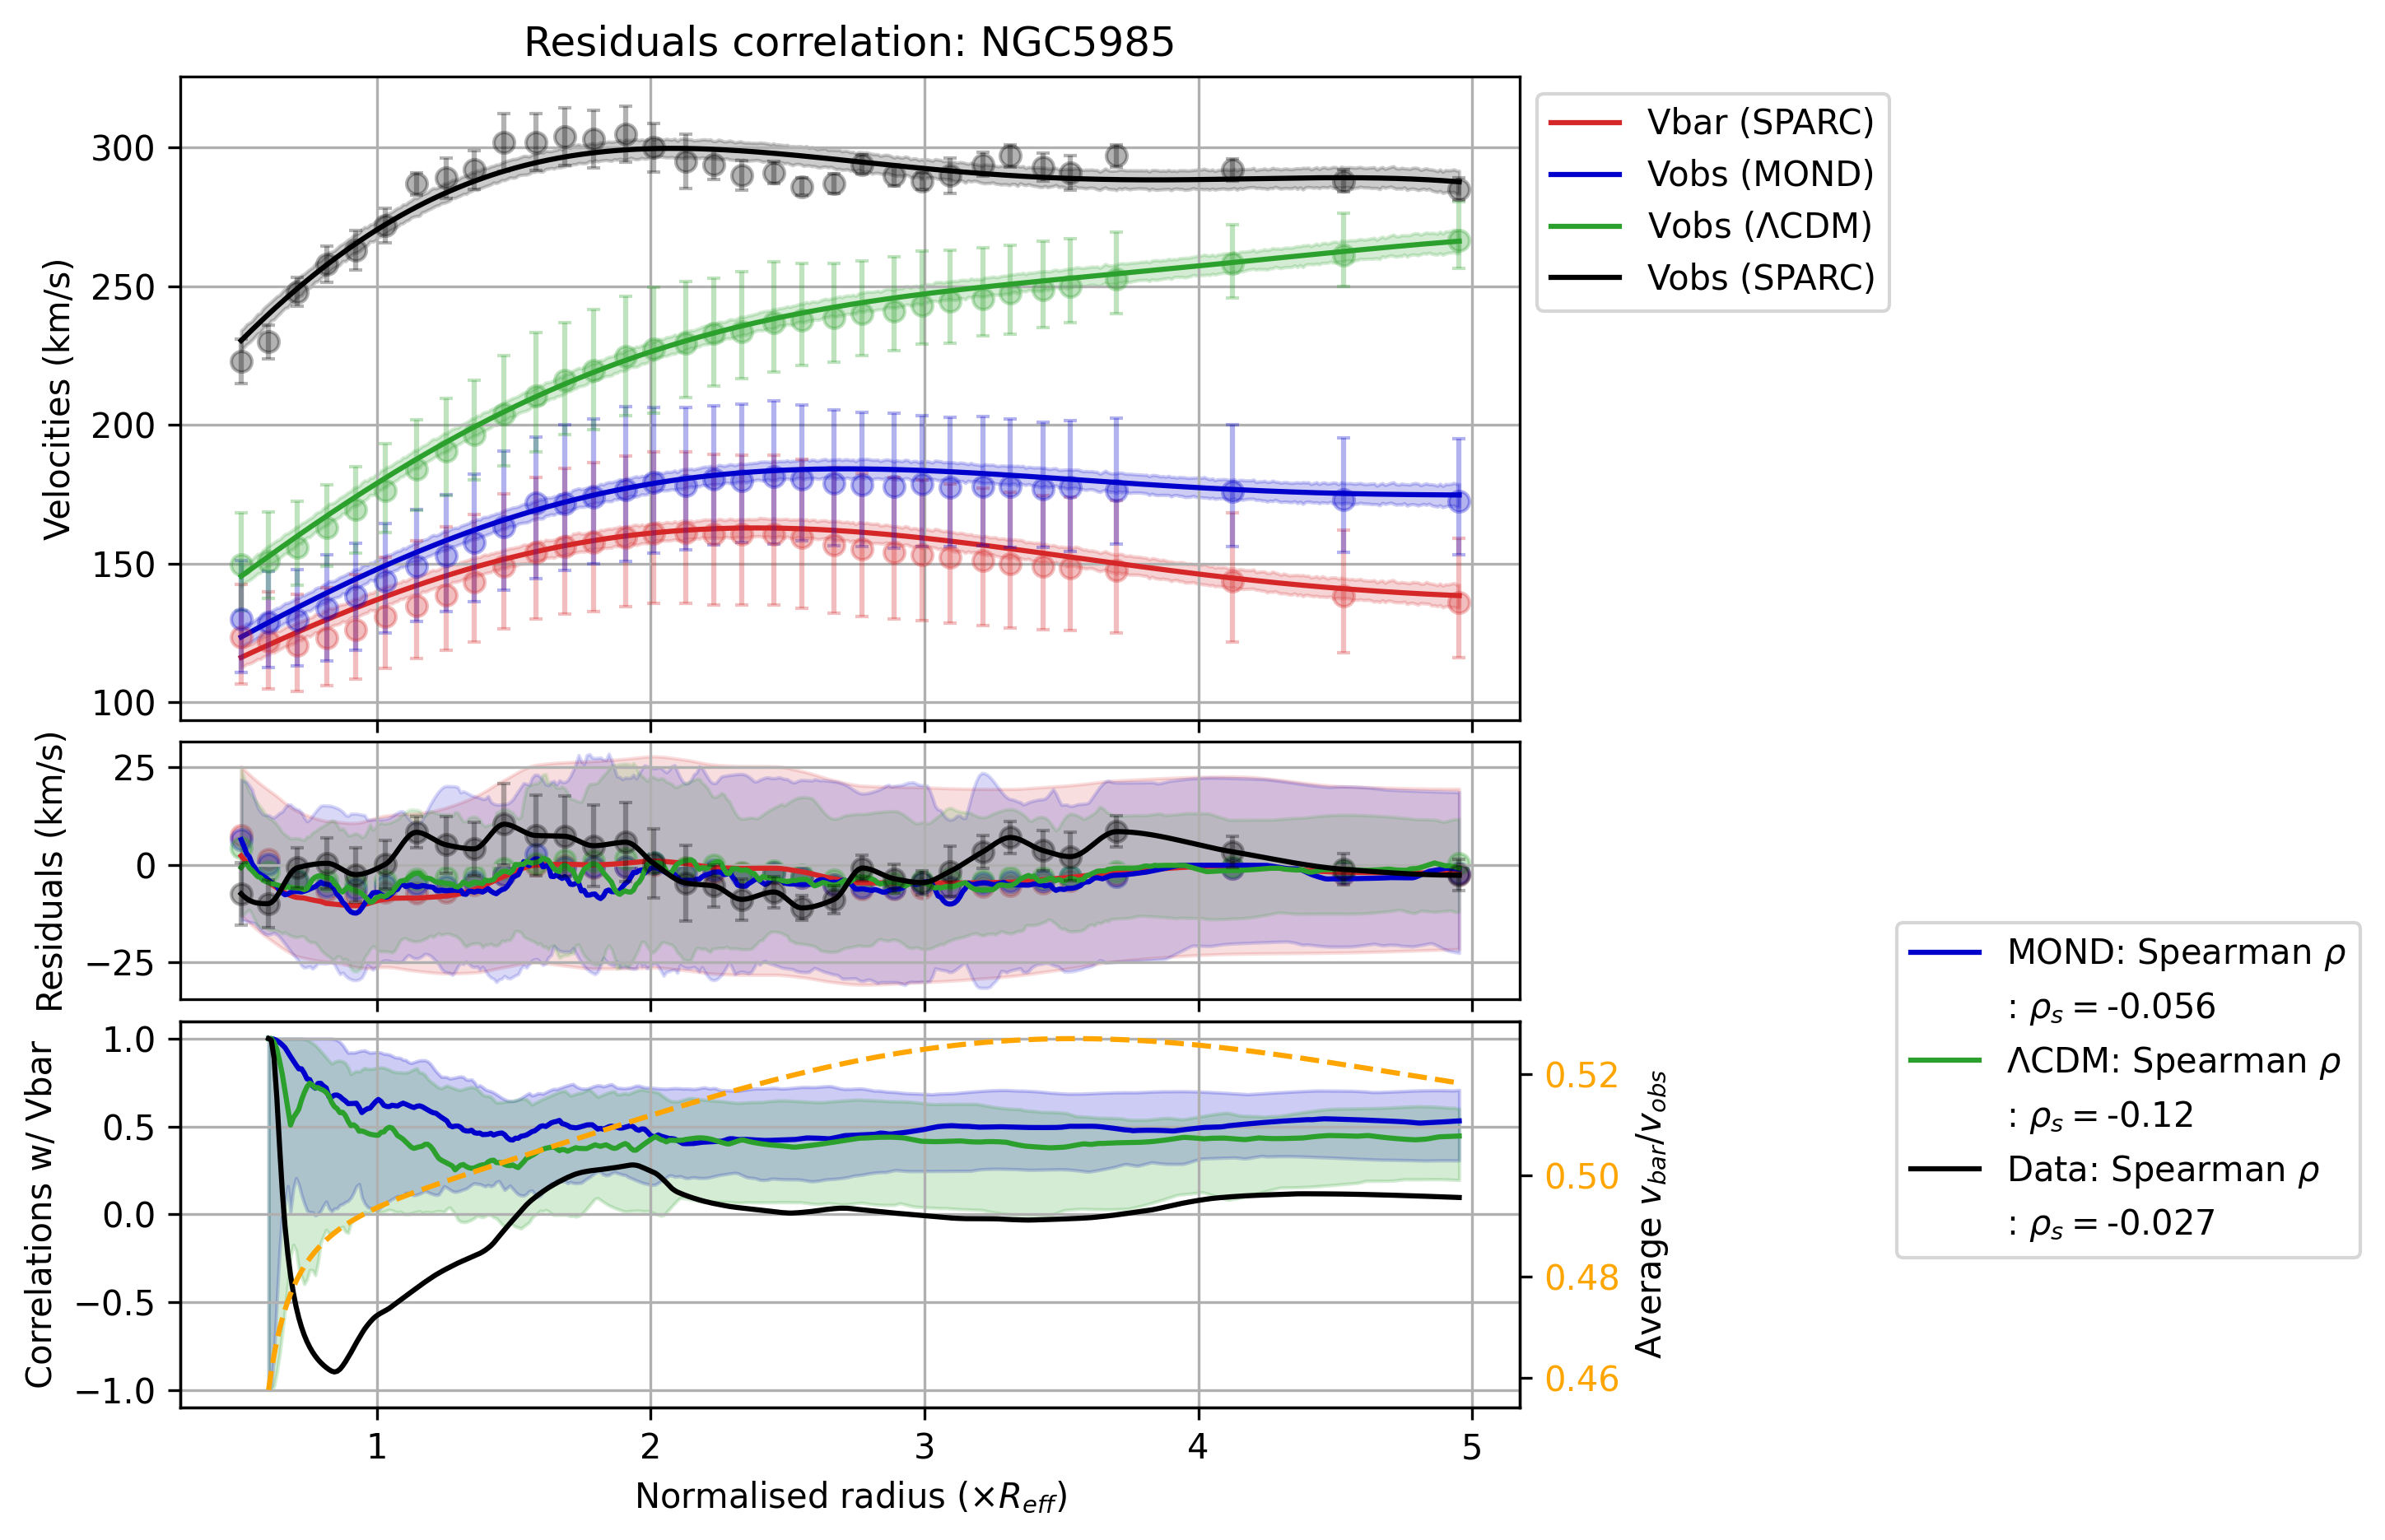 Residuals correlation: NGC5985
Velocities (km/s)
300
250
200
150
100
Vbar (SPARC)
Vobs (MOND)
Vobs (ΛCDM)
Vobs (SPARC)
Residuals (km/s)
25
0
−25
Correlations w/ Vbar
1.0
0.5
0.0
−0.5
−1.0
0.52
0.50
0.48
0.46
Average v_bar/v_obs
MOND: Spearman ρ
: ρ_s = -0.056
ΛCDM: Spearman ρ
: ρ_s = -0.12
Data: Spearman ρ
: ρ_s = -0.027
1 2 3 4 5
Normalised radius (×R_eff)